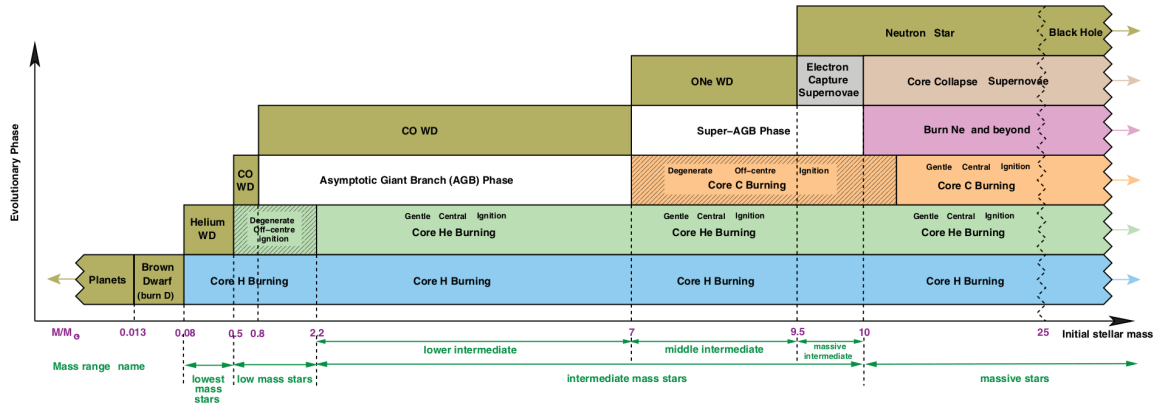 Neutron Star
Black Hole
ONe WD
Electron
Capture
Supernovae
Core Collapse Supernovae
CO WD
Super–AGB Phase
Burn Ne and beyond
CO
WD
Asymptotic Giant Branch (AGB) Phase
Degenerate Off–centre Ignition
Core C Burning
Gentle Central Ignition
Core C Burning
Helium
WD
Degenerate
Off–centre
Ignition
Gentle Central Ignition
Core He Burning
Gentle Central Ignition
Core He Burning
Gentle Central Ignition
Core He Burning
Planets
Brown
Dwarf
(burn D)
Core H Burning
Core H Burning
Core H Burning
Core H Burning
Evolutionary Phase
M/M⊙ 0.013 0.08 0.5 0.8 2.2 7 9.5 10 25 Initial stellar mass
lower intermediate
middle intermediate
massive
intermediate
Mass range name
lowest
mass
stars
low mass stars
intermediate mass stars
massive stars